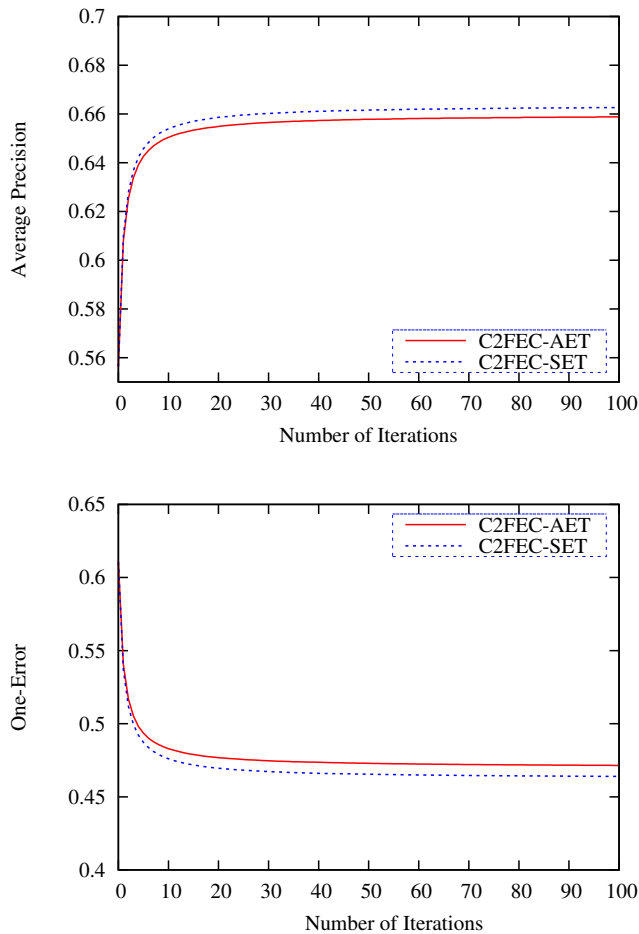 0.7
0.68
0.66
0.64
0.62
0.6
0.58
0.56
Average Precision
C2FEC-AET
C2FEC-SET
0 10 20 30 40 50 60 70 80 90 100
Number of Iterations
0.65
0.6
0.55
0.5
0.45
0.4
One-Error
C2FEC-AET
C2FEC-SET
0 10 20 30 40 50 60 70 80 90 100
Number of Iterations